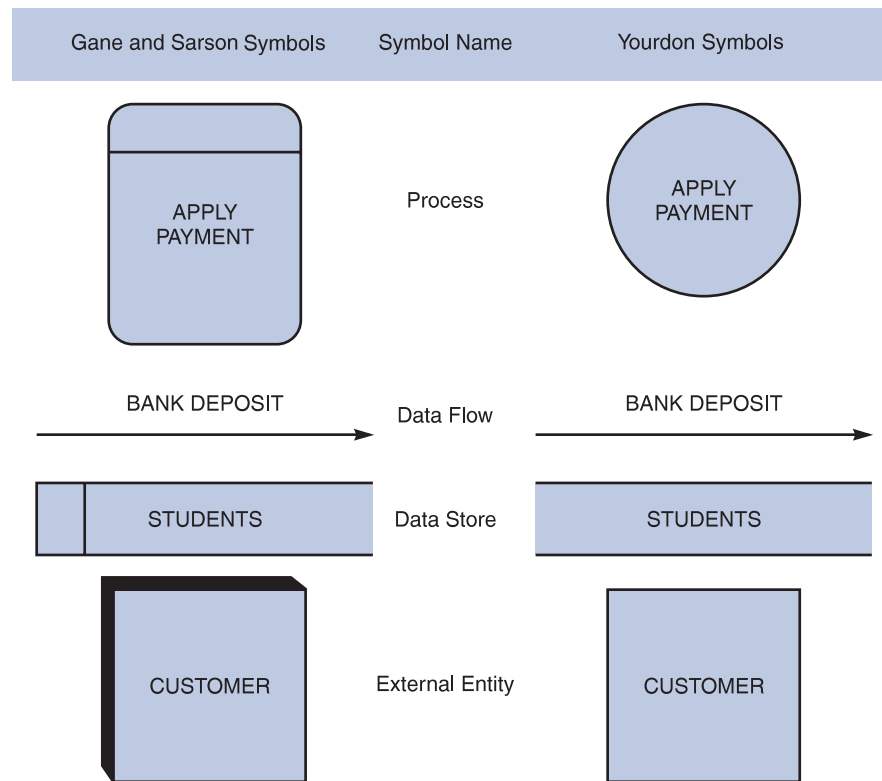 Gane and Sarson Symbols
Symbol Name
Yourdon Symbols
APPLY
PAYMENT
Process
APPLY
PAYMENT
BANK DEPOSIT
Data Flow
BANK DEPOSIT
STUDENTS
Data Store
STUDENTS
CUSTOMER
External Entity
CUSTOMER